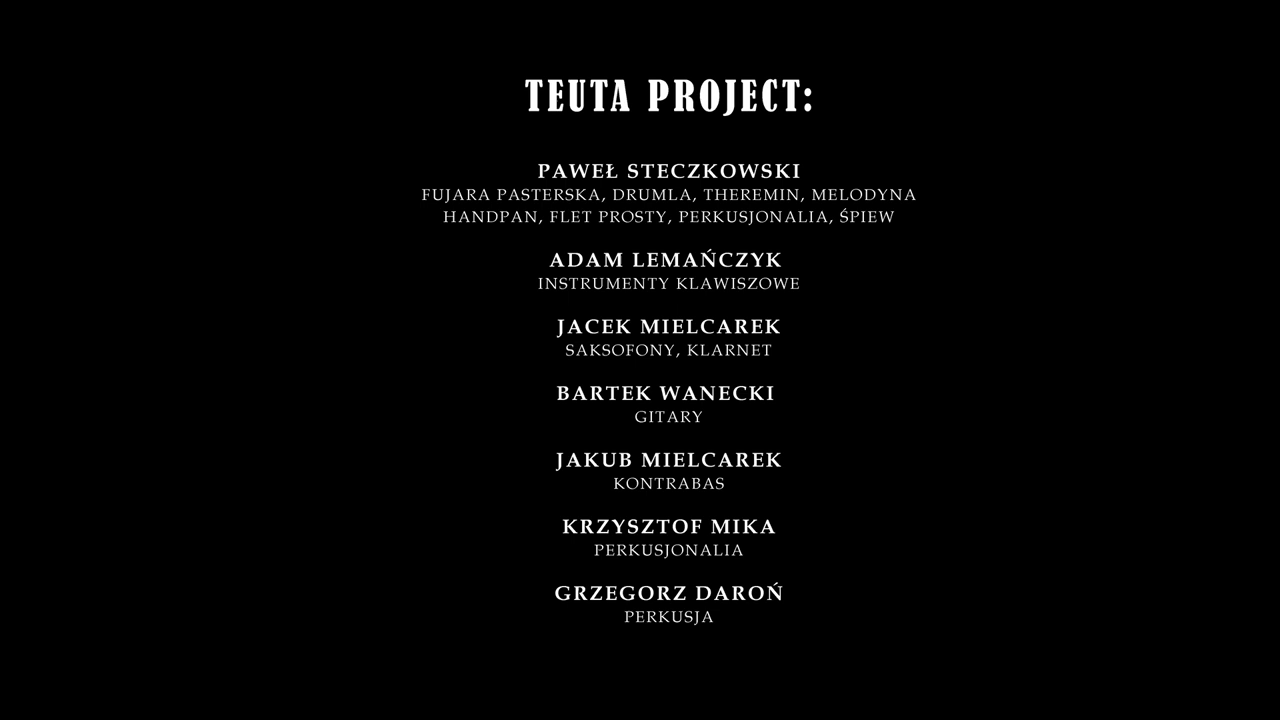 TEUTA PROJECT:
PAWEŁ STECZKOWSKI
FUJARA PASTERSKA, DRUMLA, THEREMIN, MELODYNA
HANDPAN, FLET PROSTY, PERKUSJONALIA, ŚPIEW
ADAM LEMAŃCZYK
INSTRUMENTY KLAWISZOWE
JACEK MIELCAREK
SAKSOFONY, KLARNET
BARTEK WANECKI
GITARY
JAKUB MIELCAREK
KONTRABAS
KRZYSZTOF MIKA
PERKUSJONALIA
GRZEGORZ DAROŃ
PERKUSJA